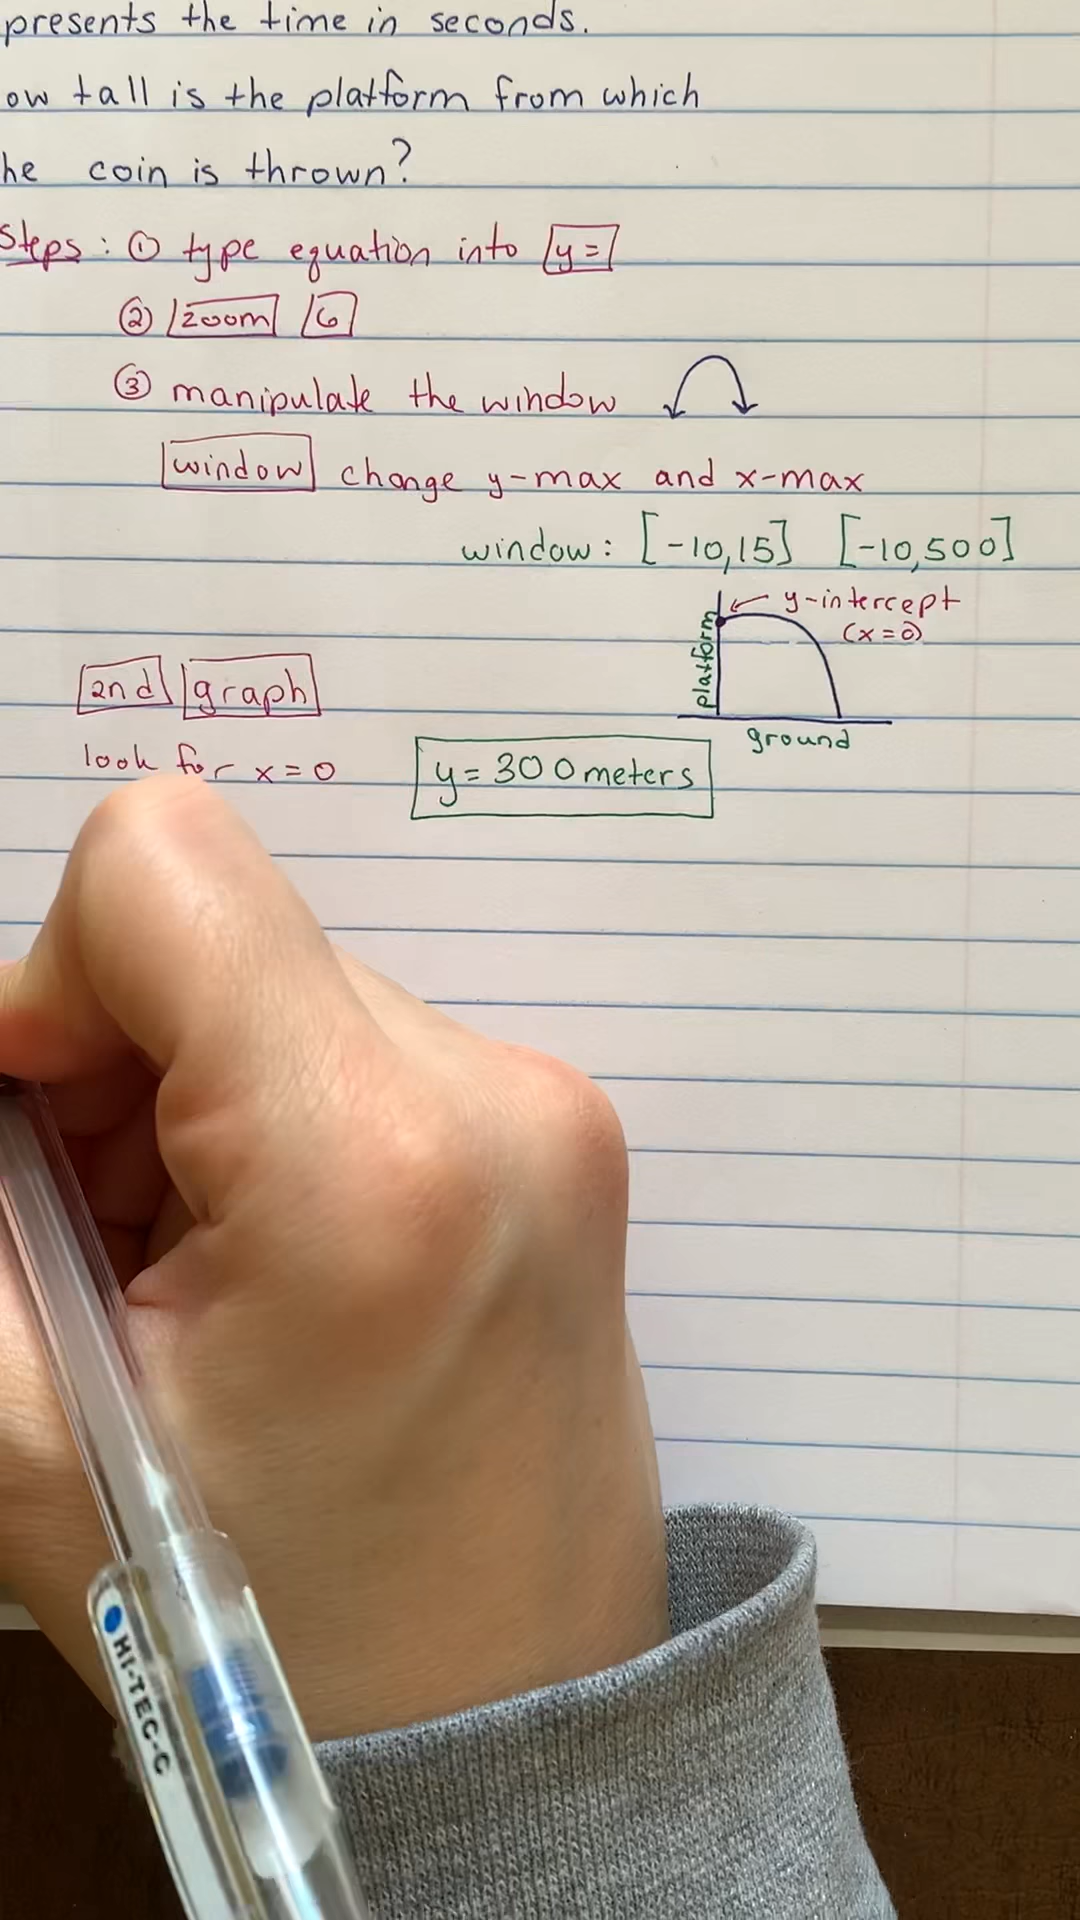 presents the time in seconds.
ow tall is the platform from which
he coin is thrown?
Steps: ① type equation into y=
② zoom 6
③ manipulate the window
window change y-max and x-max
window: [-10,15] [-10,500]
y-intercept
(x=0)
platform
ground
2nd graph
look for x=0
y=300meters
HI-TEC-C